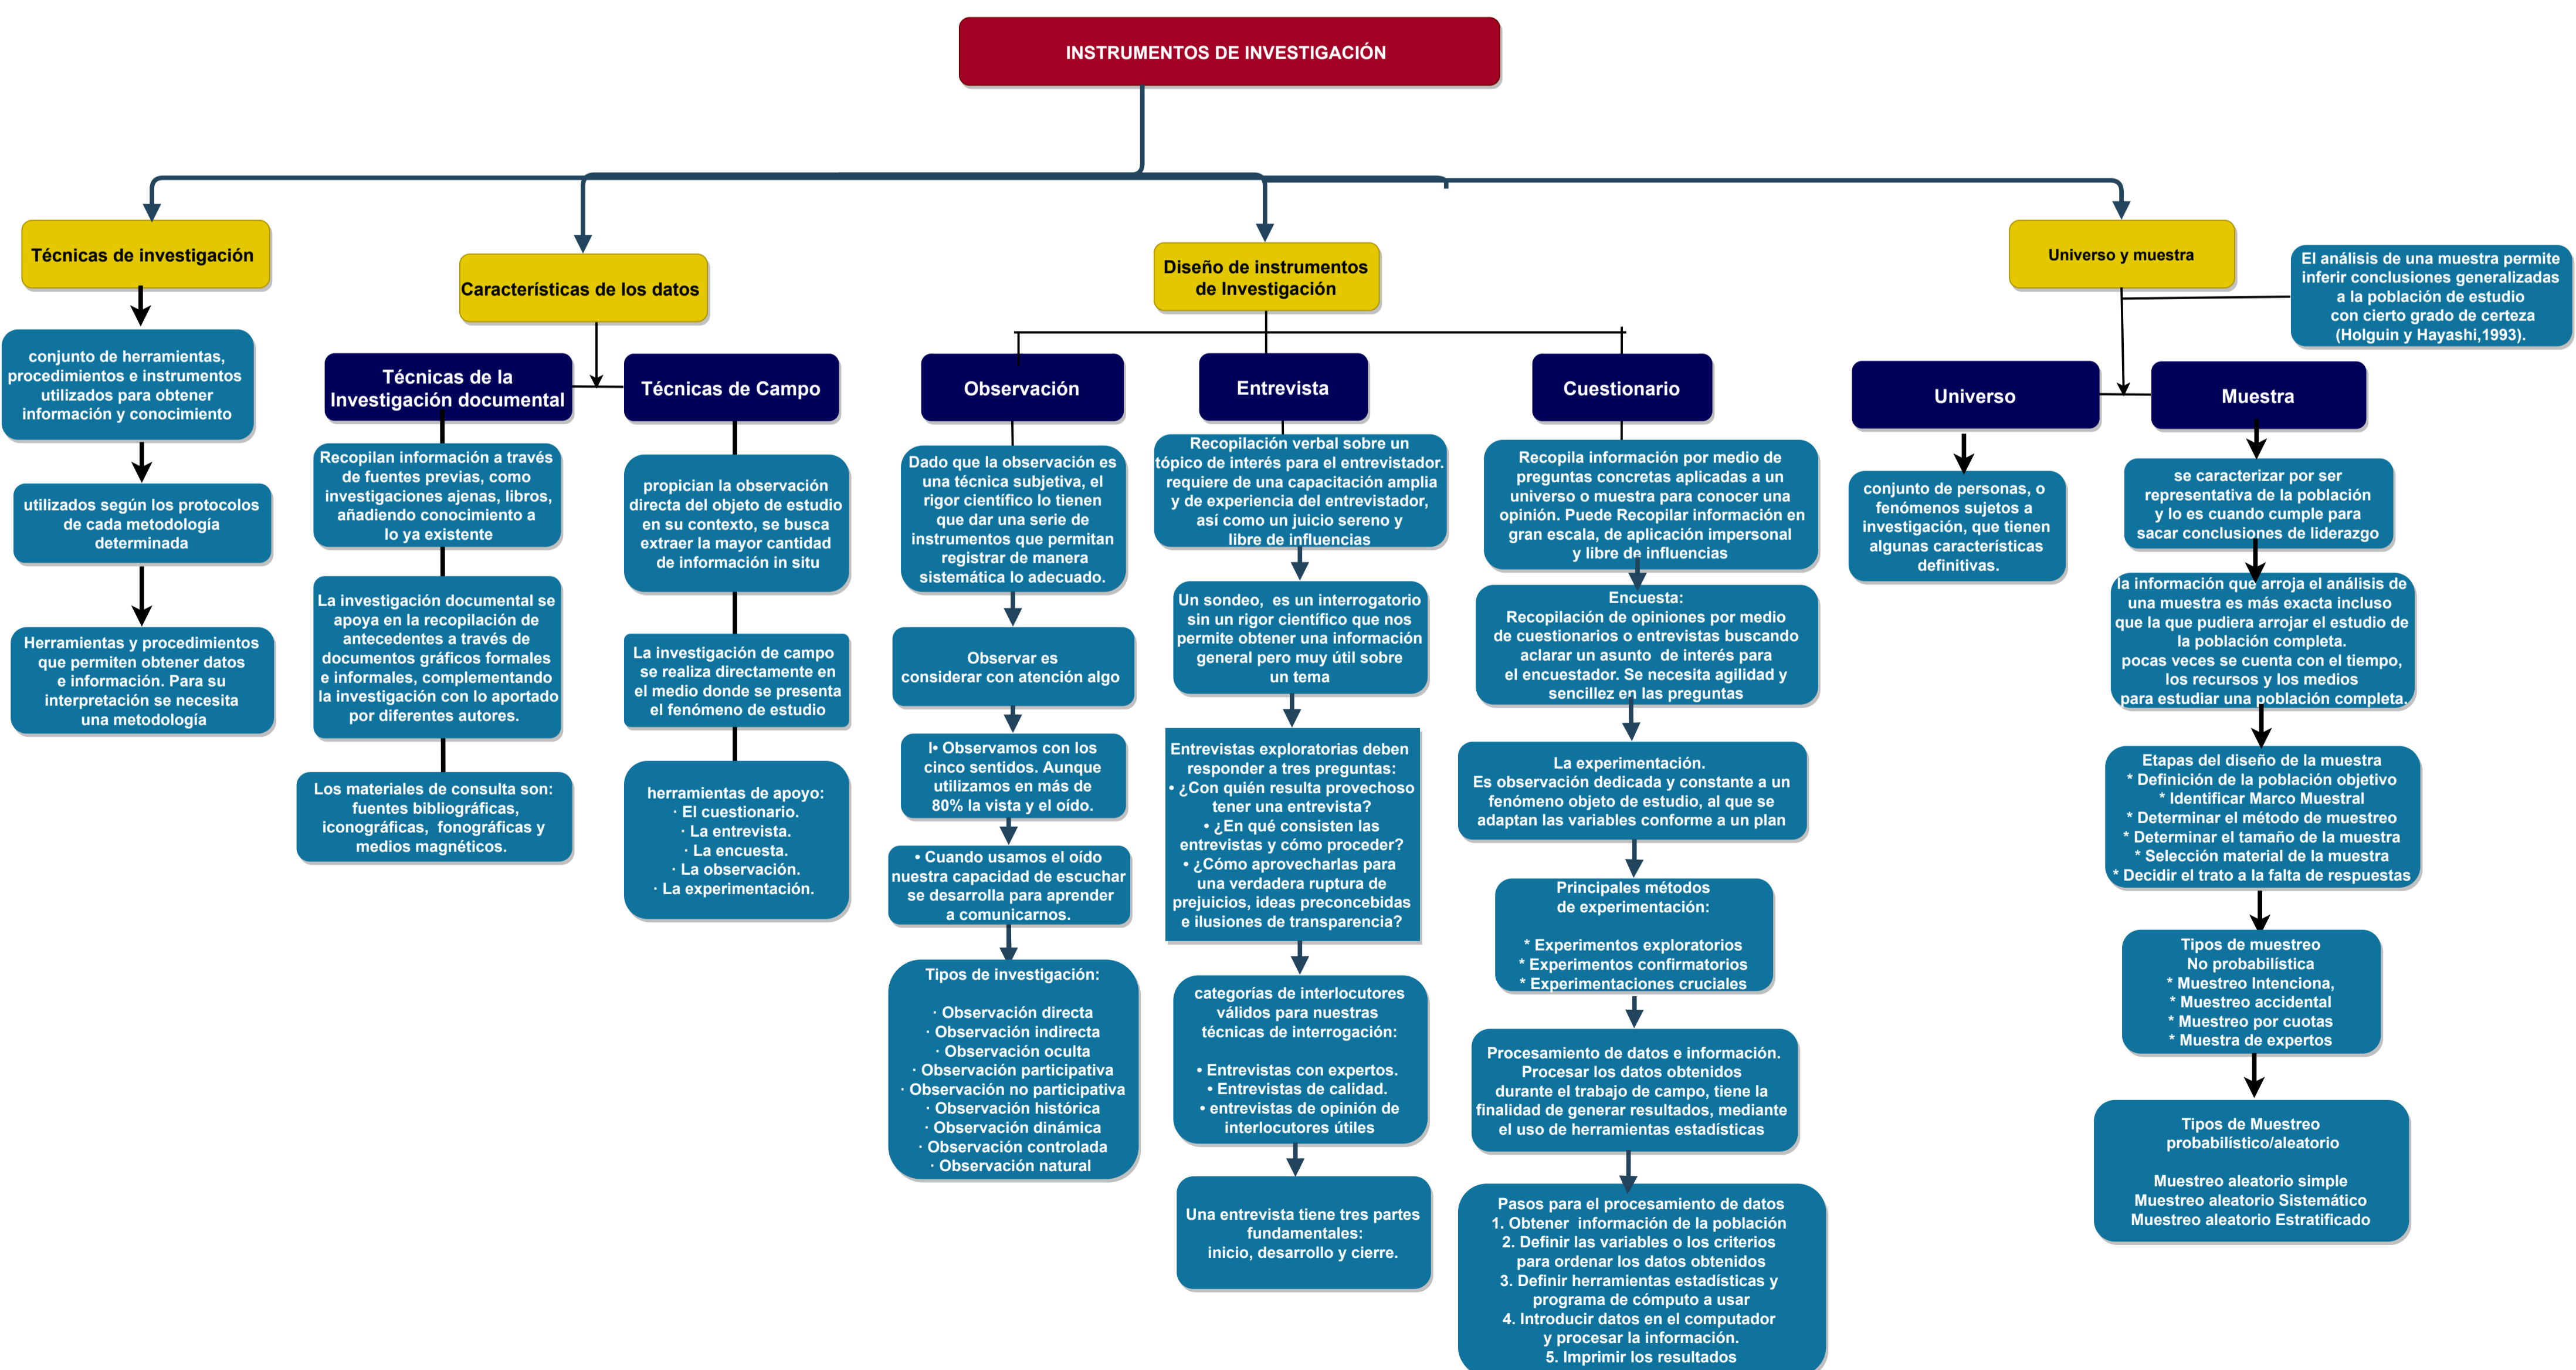 INSTRUMENTOS DE INVESTIGACIÓN
Técnicas de investigación
conjunto de herramientas,
procedimientos e instrumentos
utilizados para obtener
información y conocimiento
utilizados según los protocolos
de cada metodología
determinada
Herramientas y procedimientos
que permiten obtener datos
e información. Para su
interpretación se necesita
una metodología
Características de los datos
Técnicas de la
Investigación documental
Recopilan información a través
de fuentes previas, como
investigaciones ajenas, libros,
añadiendo conocimiento a
lo ya existente
La investigación documental se
apoya en la recopilación de
antecedentes a través de
documentos gráficos formales
e informales, complementando
la investigación con lo aportado
por diferentes autores.
Los materiales de consulta son:
fuentes bibliográficas,
iconográficas, fonográficas y
medios magnéticos.
Técnicas de Campo
propician la observación
directa del objeto de estudio
en su contexto, se busca
extraer la mayor cantidad
de información in situ
La investigación de campo
se realiza directamente en
el medio donde se presenta
el fenómeno de estudio
herramientas de apoyo:
· El cuestionario.
· La entrevista.
· La encuesta.
· La observación.
· La experimentación.
Diseño de instrumentos
de Investigación
Observación
Dado que la observación es
una técnica subjetiva, el
rigor científico lo tienen
que dar una serie de
instrumentos que permitan
registrar de manera
sistemática lo adecuado.
Observar es
considerar con atención algo
l• Observamos con los
cinco sentidos. Aunque
utilizamos en más de
80% la vista y el oído.
• Cuando usamos el oído
nuestra capacidad de escuchar
se desarrolla para aprender
a comunicarnos.
Tipos de investigación:
· Observación directa
· Observación indirecta
· Observación oculta
· Observación participativa
· Observación no participativa
· Observación histórica
· Observación dinámica
· Observación controlada
· Observación natural
Entrevista
Recopilación verbal sobre un
tópico de interés para el entrevistador.
requiere de una capacitación amplia
y de experiencia del entrevistador,
así como un juicio sereno y
libre de influencias
Un sondeo, es un interrogatorio
sin un rigor científico que nos
permite obtener una información
general pero muy útil sobre
un tema
Entrevistas exploratorias deben
responder a tres preguntas:
• ¿Con quién resulta provechoso
tener una entrevista?
• ¿En qué consisten las
entrevistas y cómo proceder?
• ¿Cómo aprovecharlas para
una verdadera ruptura de
prejuicios, ideas preconcebidas
e ilusiones de transparencia?
categorías de interlocutores
válidos para nuestras
técnicas de interrogación:
• Entrevistas con expertos.
• Entrevistas de calidad.
• entrevistas de opinión de
interlocutores útiles
Una entrevista tiene tres partes
fundamentales:
inicio, desarrollo y cierre.
Cuestionario
Recopila información por medio de
preguntas concretas aplicadas a un
universo o muestra para conocer una
opinión. Puede Recopilar información en
gran escala, de aplicación impersonal
y libre de influencias
Encuesta:
Recopilación de opiniones por medio
de cuestionarios o entrevistas buscando
aclarar un asunto de interés para
el encuestador. Se necesita agilidad y
sencillez en las preguntas
La experimentación.
Es observación dedicada y constante a un
fenómeno objeto de estudio, al que se
adaptan las variables conforme a un plan
Principales métodos
de experimentación:
* Experimentos exploratorios
* Experimentos confirmatorios
* Experimentaciones cruciales
Procesamiento de datos e información.
Procesar los datos obtenidos
durante el trabajo de campo, tiene la
finalidad de generar resultados, mediante
el uso de herramientas estadísticas
Pasos para el procesamiento de datos
1. Obtener información de la población
2. Definir las variables o los criterios
para ordenar los datos obtenidos
3. Definir herramientas estadísticas y
programa de cómputo a usar
4. Introducir datos en el computador
y procesar la información.
5. Imprimir los resultados
Universo y muestra
El análisis de una muestra permite
inferir conclusiones generalizadas
a la población de estudio
con cierto grado de certeza
(Holguin y Hayashi,1993).
Universo
conjunto de personas, o
fenómenos sujetos a
investigación, que tienen
algunas características
definitivas.
Muestra
se caracterizar por ser
representativa de la población
y lo es cuando cumple para
sacar conclusiones de liderazgo
la información que arroja el análisis de
una muestra es más exacta incluso
que la que pudiera arrojar el estudio de
la población completa.
pocas veces se cuenta con el tiempo,
los recursos y los medios
para estudiar una población completa.
Etapas del diseño de la muestra
* Definición de la población objetivo
* Identificar Marco Muestral
* Determinar el método de muestreo
* Determinar el tamaño de la muestra
* Selección material de la muestra
* Decidir el trato a la falta de respuestas
Tipos de muestreo
No probabilística
* Muestreo Intenciona,
* Muestreo accidental
* Muestreo por cuotas
* Muestra de expertos
Tipos de Muestreo
probabilístico/aleatorio
Muestreo aleatorio simple
Muestreo aleatorio Sistemático
Muestreo aleatorio Estratificado